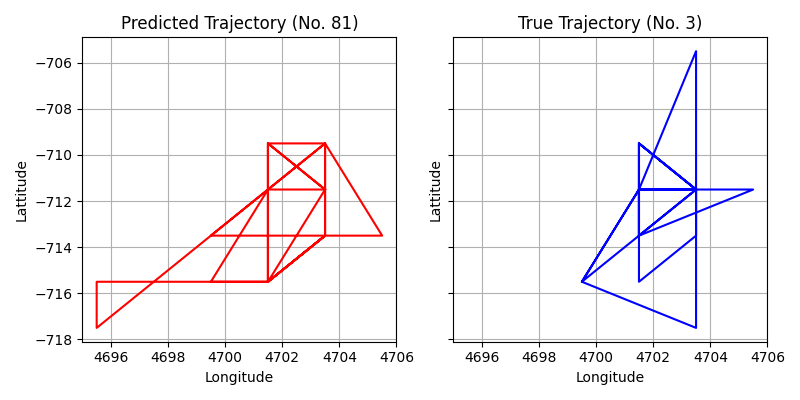 Predicted Trajectory (No. 81)
Lattitude
−706
−708
−710
−712
−714
−716
−718
4696 4698 4700 4702 4704 4706
Longitude
True Trajectory (No. 3)
Lattitude
4696 4698 4700 4702 4704 4706
Longitude